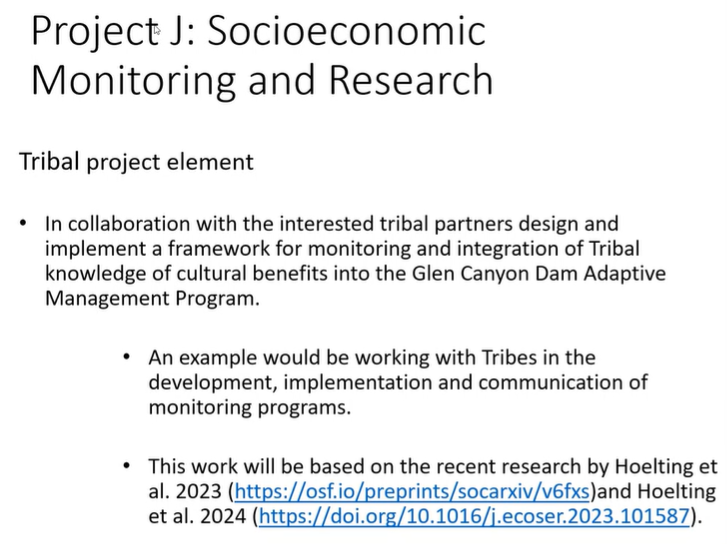 Project J: Socioeconomic
Monitoring and Research
Tribal project element
• In collaboration with the interested tribal partners design and
implement a framework for monitoring and integration of Tribal
knowledge of cultural benefits into the Glen Canyon Dam Adaptive
Management Program.
• An example would be working with Tribes in the
development, implementation and communication of
monitoring programs.
• This work will be based on the recent research by Hoelting et
al. 2023 (https://osf.io/preprints/socarxiv/v6fxs)and Hoelting
et al. 2024 (https://doi.org/10.1016/j.ecoser.2023.101587).